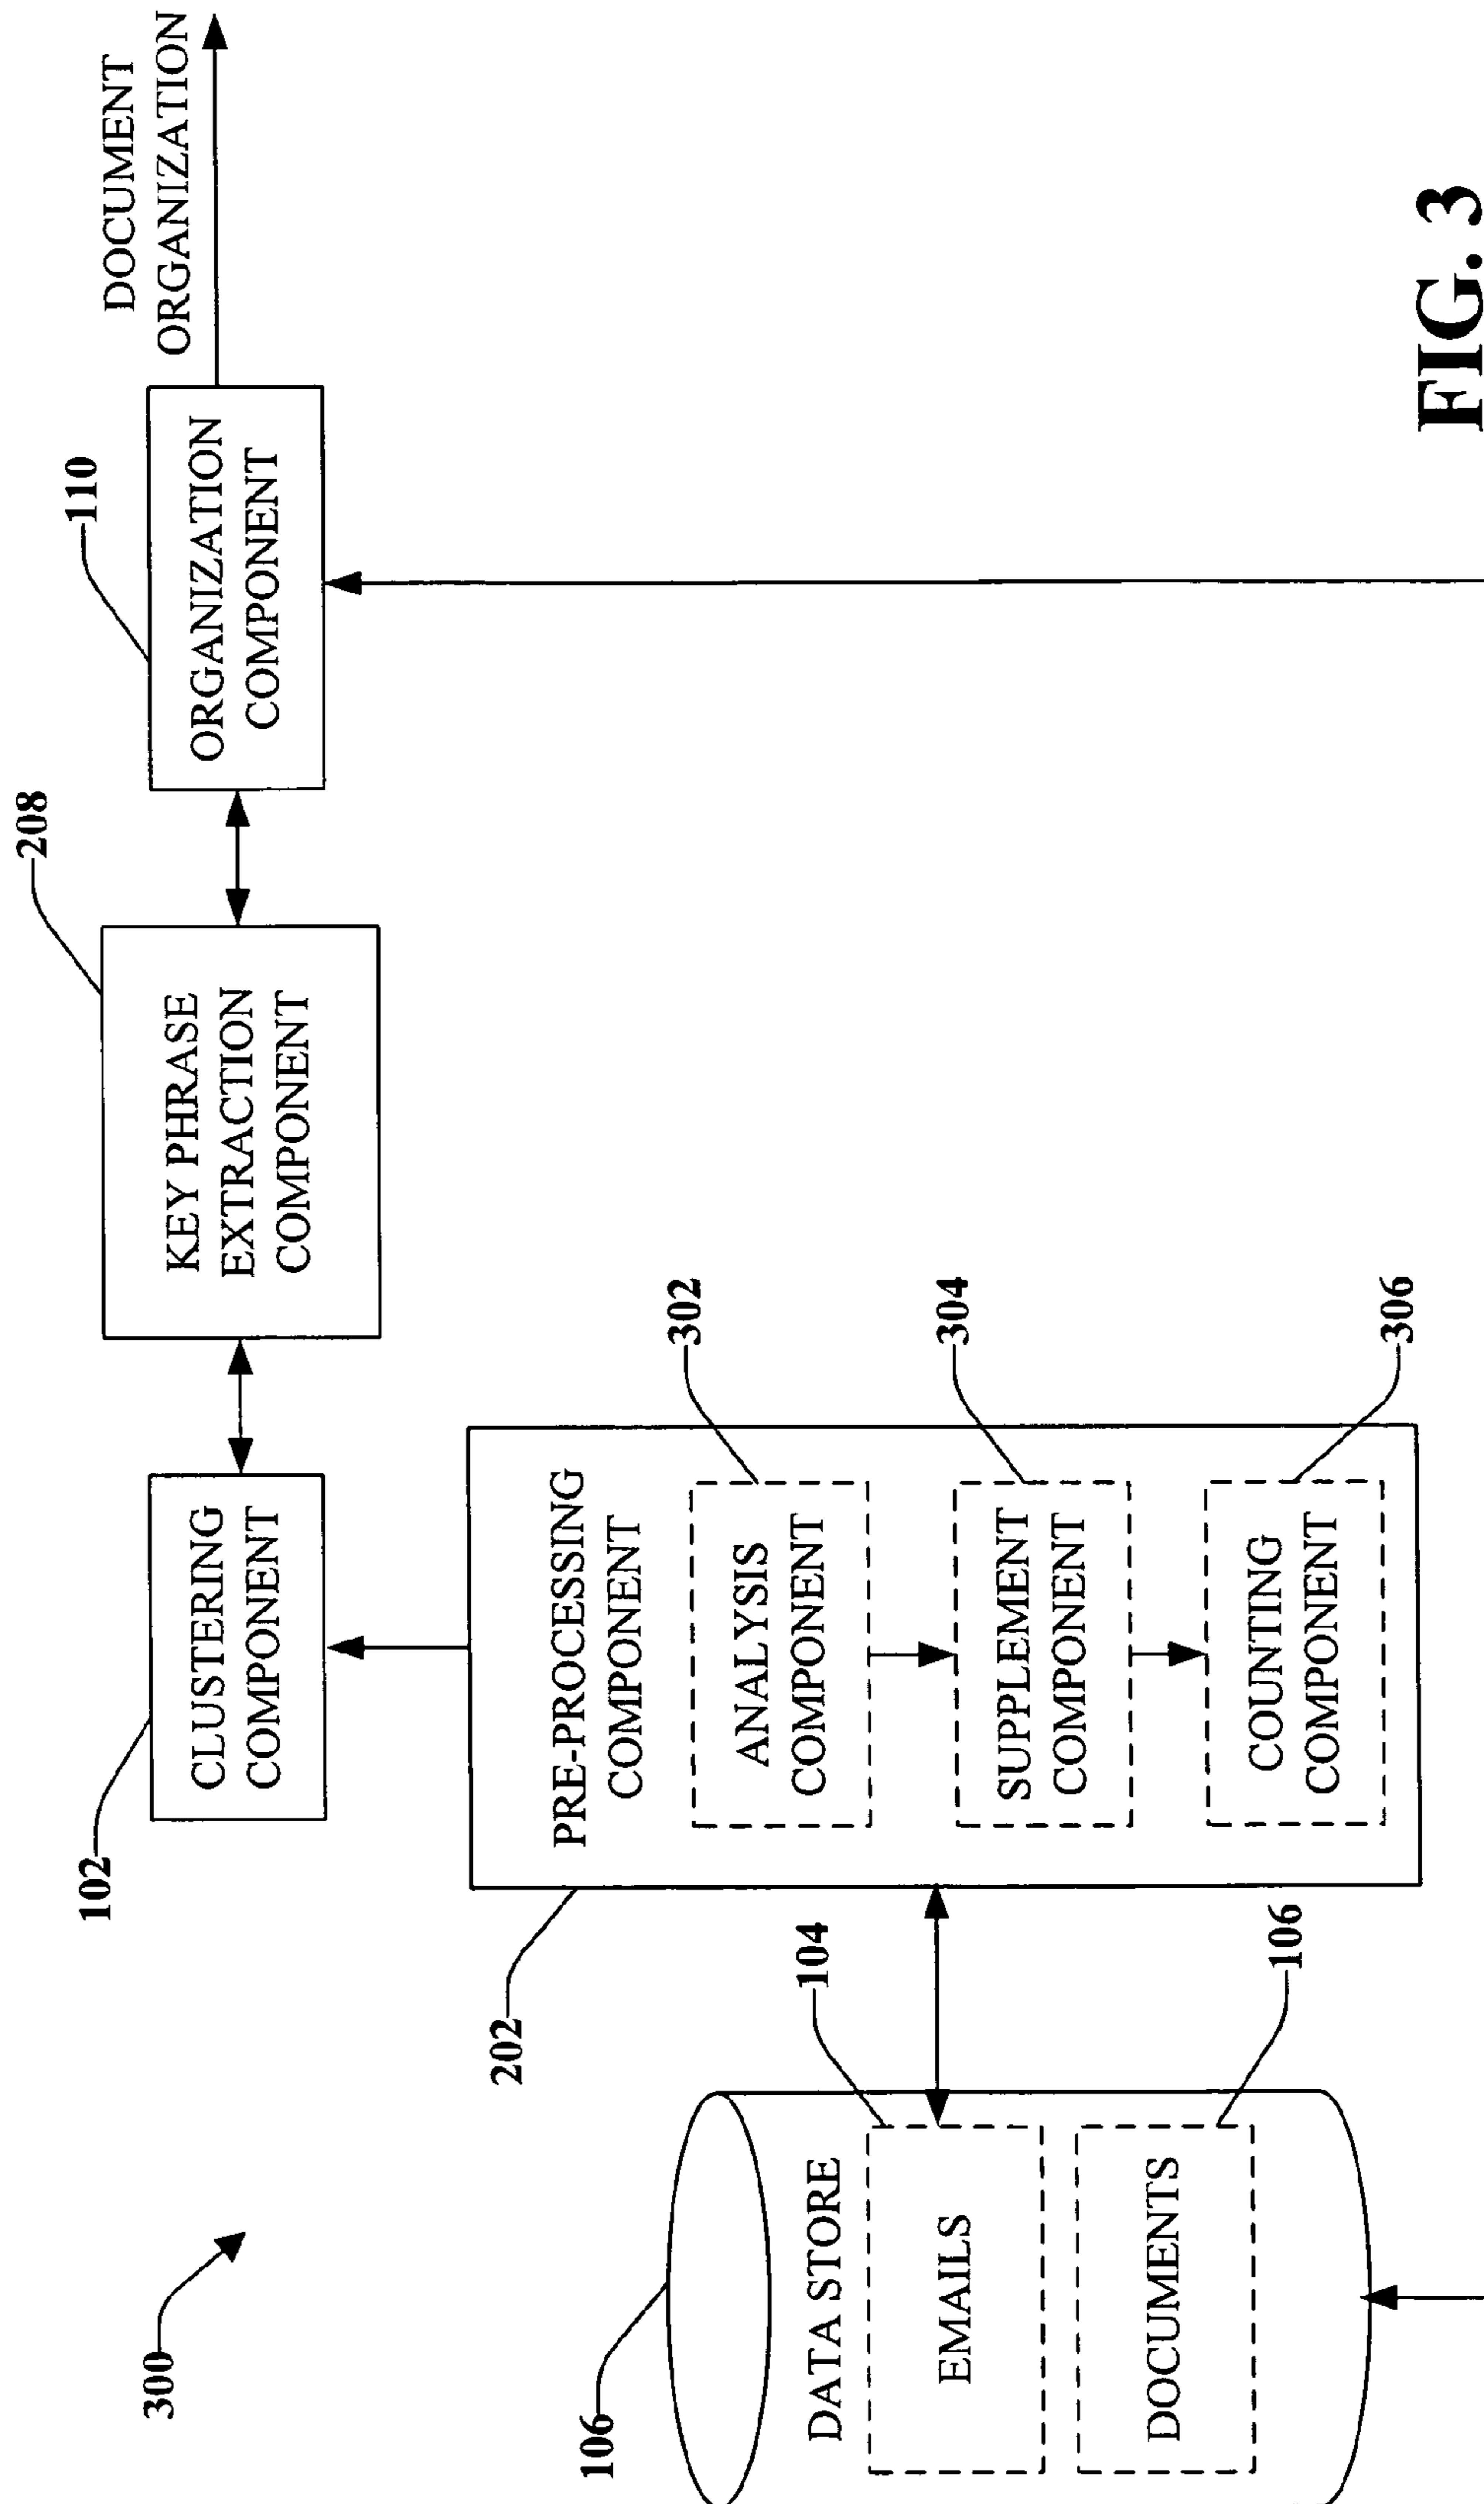 300
102
CLUSTERING
COMPONENT
208
KEY PHRASE
EXTRACTION
COMPONENT
110
ORGANIZATION
COMPONENT
DOCUMENT
ORGANIZATION
106
DATA STORE
104
EMAILS
106
DOCUMENTS
202
PRE-PROCESSING
COMPONENT
302
ANALYSIS
COMPONENT
304
SUPPLEMENT
COMPONENT
306
COUNTING
COMPONENT
FIG. 3